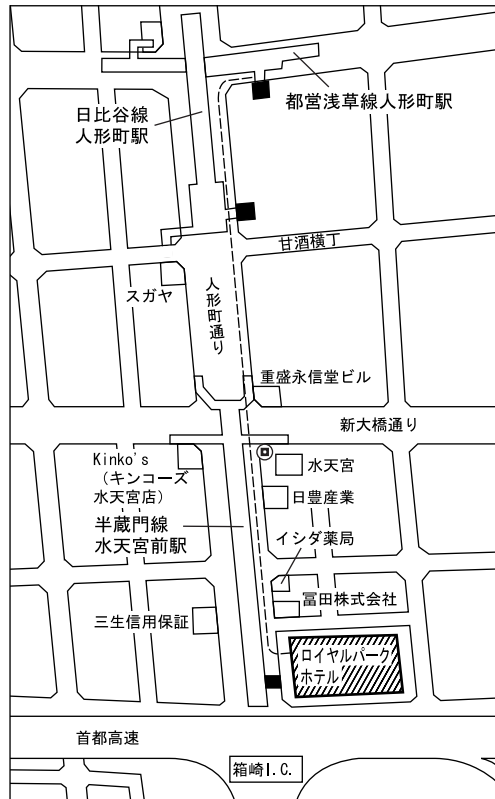 日比谷線
人形町駅
都営浅草線人形町駅
甘酒横丁
スガヤ
人形町通り
重盛永信堂ビル
新大橋通り
Kinko's
（キンコーズ
水天宮店）
水天宮
日豊産業
半蔵門線
水天宮前駅
イシダ薬局
冨田株式会社
三生信用保証
ロイヤルパーク
ホテル
首都高速
箱崎I.C.